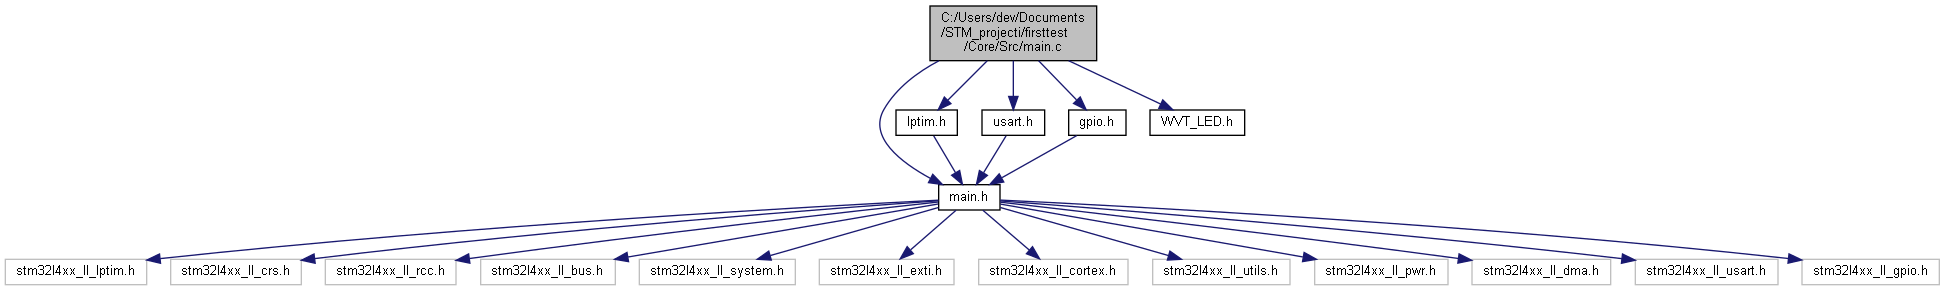 C:/Users/dev/Documents
/STM_projecti/firsttest
/Core/Src/main.c
lptim.h
usart.h
gpio.h
WVT_LED.h
main.h
stm32l4xx_ll_lptim.h
stm32l4xx_ll_crs.h
stm32l4xx_ll_rcc.h
stm32l4xx_ll_bus.h
stm32l4xx_ll_system.h
stm32l4xx_ll_exti.h
stm32l4xx_ll_cortex.h
stm32l4xx_ll_utils.h
stm32l4xx_ll_pwr.h
stm32l4xx_ll_dma.h
stm32l4xx_ll_usart.h
stm32l4xx_ll_gpio.h